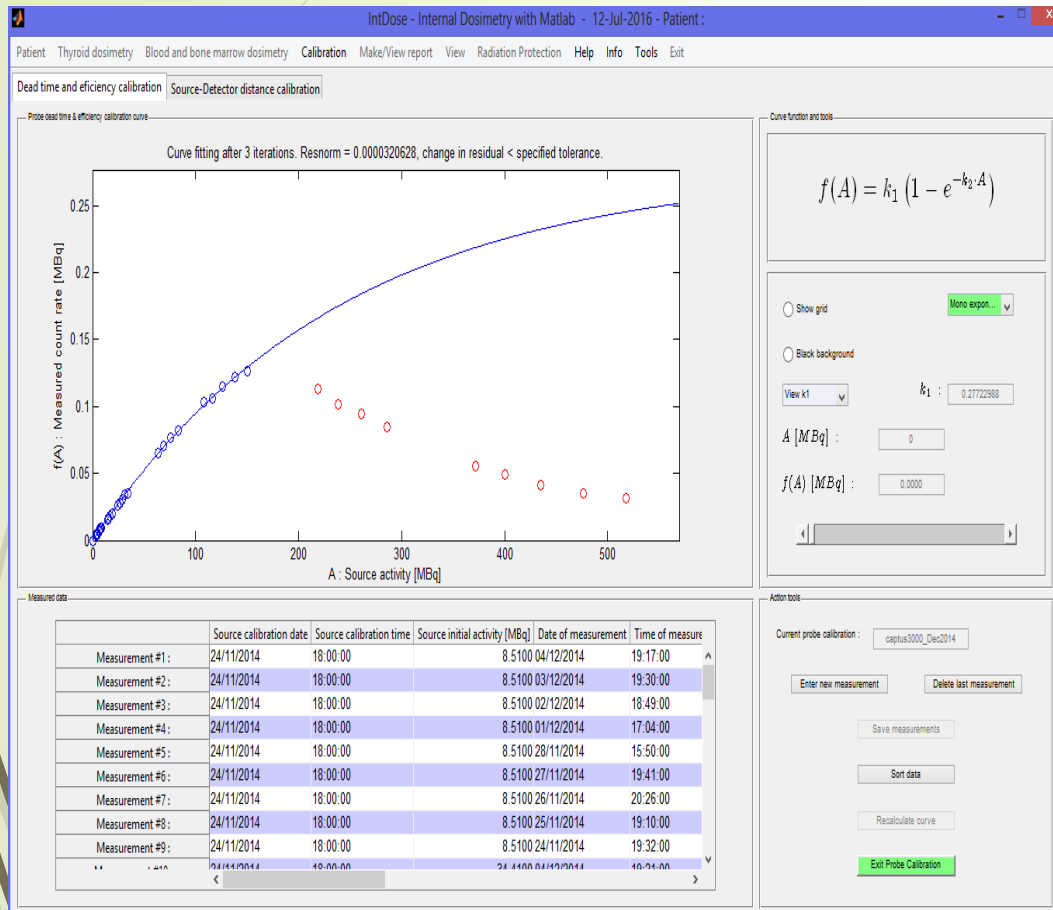 IntDose - Internal Dosimetry with Matlab - 12-Jul-2016 - Patient :
Patient Thyroid dosimetry Blood and bone marrow dosimetry Calibration Make/View report View Radiation Protection Help Info Tools Exit
Dead time and eficiency calibration Source-Detector distance calibration
Probe dead time & efficiency calibration curve
Curve fitting after 3 iterations. Resnorm = 0.0000320628, change in residual < specified tolerance.
f(A) : Measured count rate [MBq]
0.25
0.2
0.15
0.1
0.05
0
0 100 200 300 400 500
A : Source activity [MBq]
Curve function and tools
f(A) = k₁ (1 − e^{−k₂·A})
Show grid
Mono expon...
Black background
View k1
k₁ : 0.27722988
A [MBq] : 0
f(A) [MBq] : 0.0000
Measured data
Source calibration date Source calibration time Source initial activity [MBq] Date of measurement Time of measure
Measurement #1 : 24/11/2014 18:00:00 8.5100 04/12/2014 19:17:00
Measurement #2 : 24/11/2014 18:00:00 8.5100 03/12/2014 19:30:00
Measurement #3 : 24/11/2014 18:00:00 8.5100 02/12/2014 18:49:00
Measurement #4 : 24/11/2014 18:00:00 8.5100 01/12/2014 17:04:00
Measurement #5 : 24/11/2014 18:00:00 8.5100 28/11/2014 15:50:00
Measurement #6 : 24/11/2014 18:00:00 8.5100 27/11/2014 19:41:00
Measurement #7 : 24/11/2014 18:00:00 8.5100 26/11/2014 20:26:00
Measurement #8 : 24/11/2014 18:00:00 8.5100 25/11/2014 19:10:00
Measurement #9 : 24/11/2014 18:00:00 8.5100 24/11/2014 19:32:00
Action tools
Current probe calibration : captus3000_Dec2014
Enter new measurement Delete last measurement
Save measurements
Sort data
Recalculate curve
Exit Probe Calibration